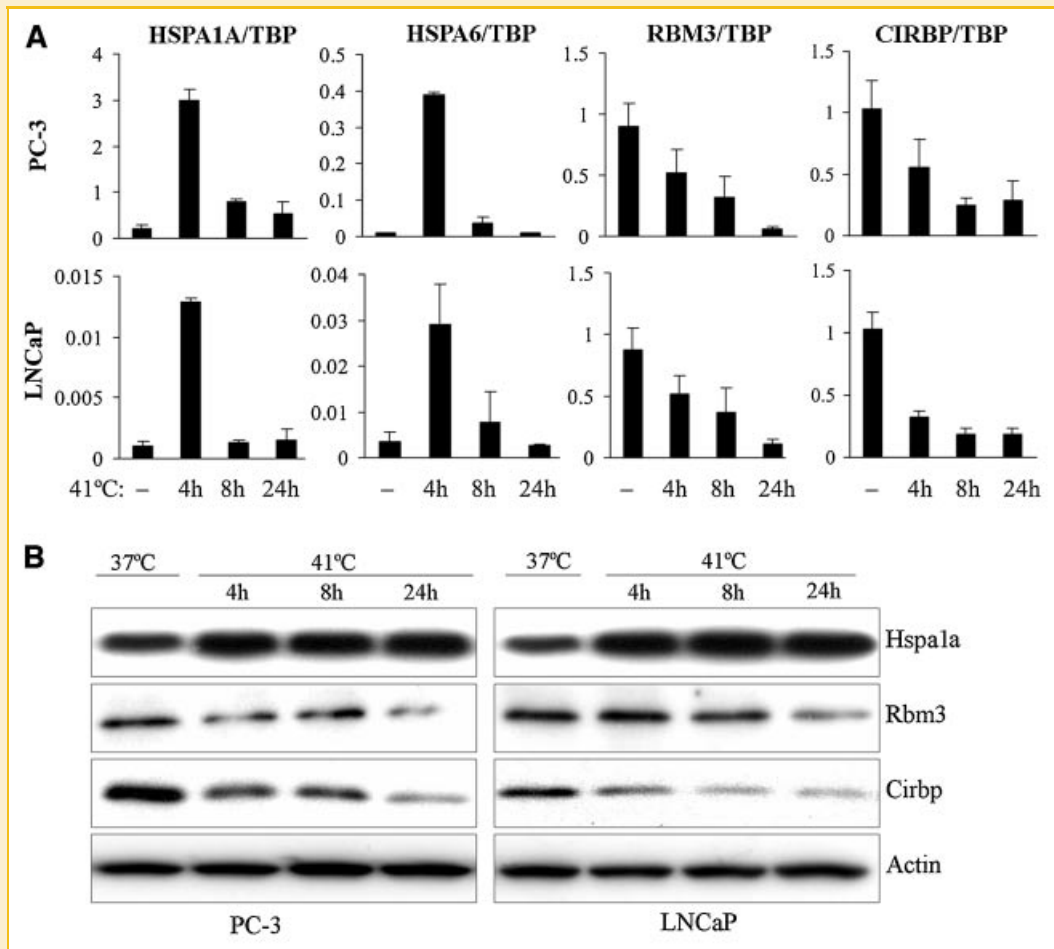 A
HSPA1A/TBP HSPA6/TBP RBM3/TBP CIRBP/TBP
PC-3
4
3
2
1
0
0.5
0.4
0.3
0.2
0.1
0
1.5
1
0.5
0
1.5
1
0.5
0
LNCaP
0.015
0.01
0.005
0
0.04
0.03
0.02
0.01
0
1.5
1
0.5
0
1.5
1
0.5
0
41ºC: – 4h 8h 24h – 4h 8h 24h – 4h 8h 24h – 4h 8h 24h
B
37ºC 41ºC 37ºC 41ºC
4h 8h 24h 4h 8h 24h
Hspa1a
Rbm3
Cirbp
Actin
PC-3 LNCaP